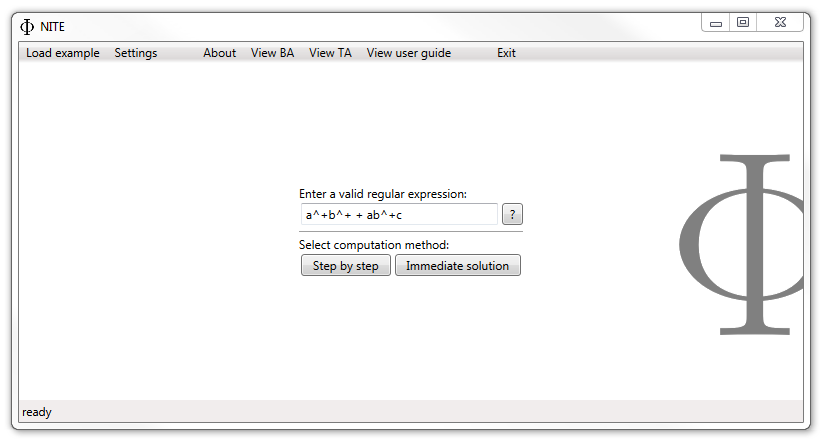 Φ NITE
Load example Settings About View BA View TA View user guide Exit
Enter a valid regular expression:
a^+b^+ + ab^+c ?
Select computation method:
Step by step Immediate solution
Φ
ready